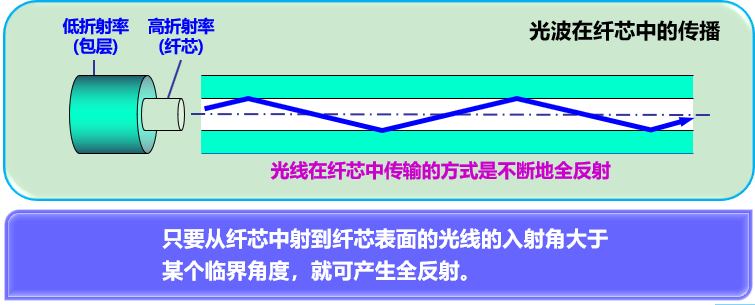 低折射率 高折射率
(包层) (纤芯)
光波在纤芯中的传播
光线在纤芯中传输的方式是不断地全反射
只要从纤芯中射到纤芯表面的光线的入射角大于
某个临界角度，就可产生全反射。